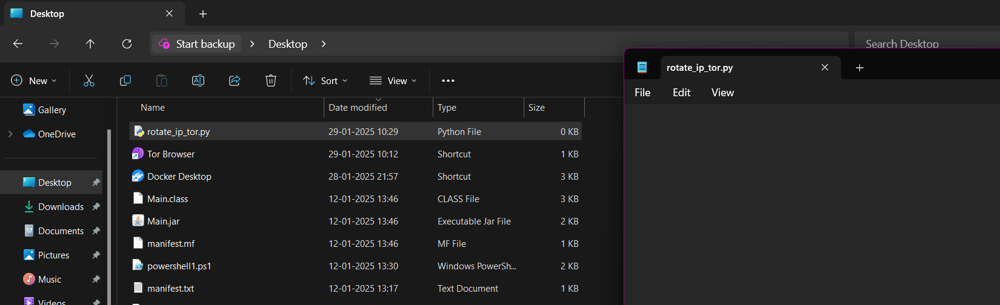 Desktop
Start backup > Desktop >
Search Desktop
New
Sort
View
Gallery
OneDrive
Desktop
Downloads
Documents
Pictures
Music
Videos
Name Date modified Type Size
rotate_ip_tor.py 29-01-2025 10:29 Python File 0 KB
Tor Browser 29-01-2025 10:12 Shortcut 1 KB
Docker Desktop 28-01-2025 21:57 Shortcut 3 KB
Main.class 12-01-2025 13:46 CLASS File 3 KB
Main.jar 12-01-2025 13:46 Executable Jar File 2 KB
manifest.mf 12-01-2025 13:46 MF File 1 KB
powershell1.ps1 12-01-2025 13:30 Windows PowerSh... 2 KB
manifest.txt 12-01-2025 13:17 Text Document 1 KB
rotate_ip_tor.py
File Edit View